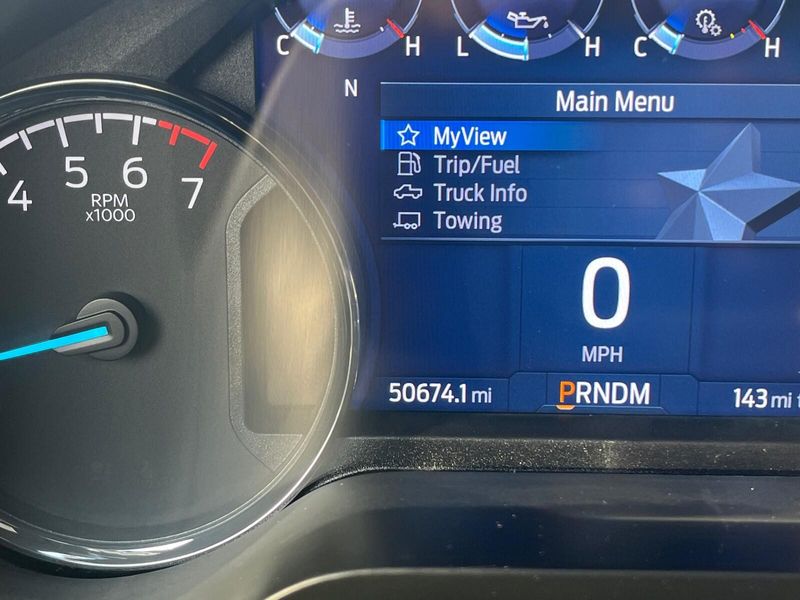 C H L H C H
N
Main Menu
MyView
Trip/Fuel
Truck Info
Towing
4 5 6 7
RPM
x1000
0
MPH
50674.1 mi PRNDM 143 mi